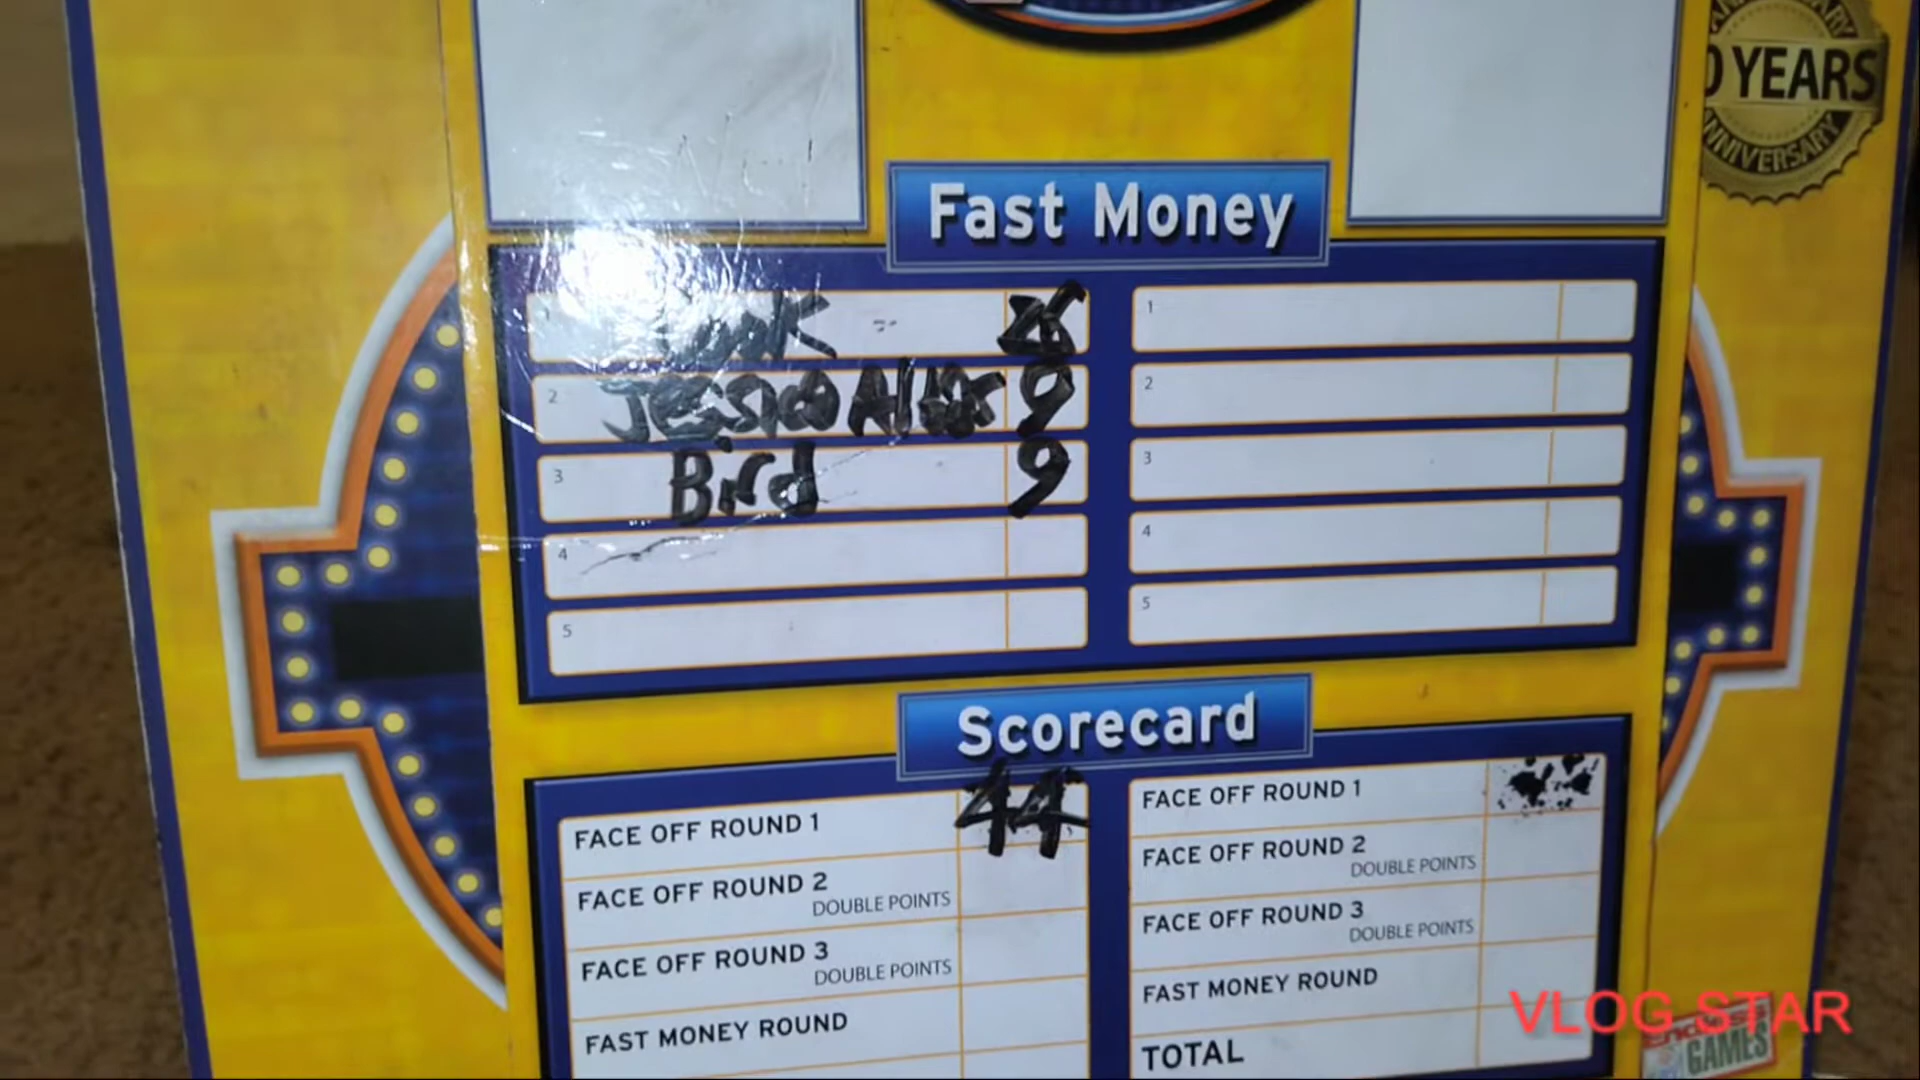 0 YEARS
ANNIVERSARY
Fast Money
1
2 Jessica Alba 9
2
3 Bird 9
3
4
4
5
5
Scorecard
FACE OFF ROUND 1 44
FACE OFF ROUND 1
FACE OFF ROUND 2
DOUBLE POINTS
FACE OFF ROUND 2
DOUBLE POINTS
FACE OFF ROUND 3
DOUBLE POINTS
FACE OFF ROUND 3
DOUBLE POINTS
FAST MONEY ROUND
FAST MONEY ROUND
TOTAL
VLOG STAR
GAMES